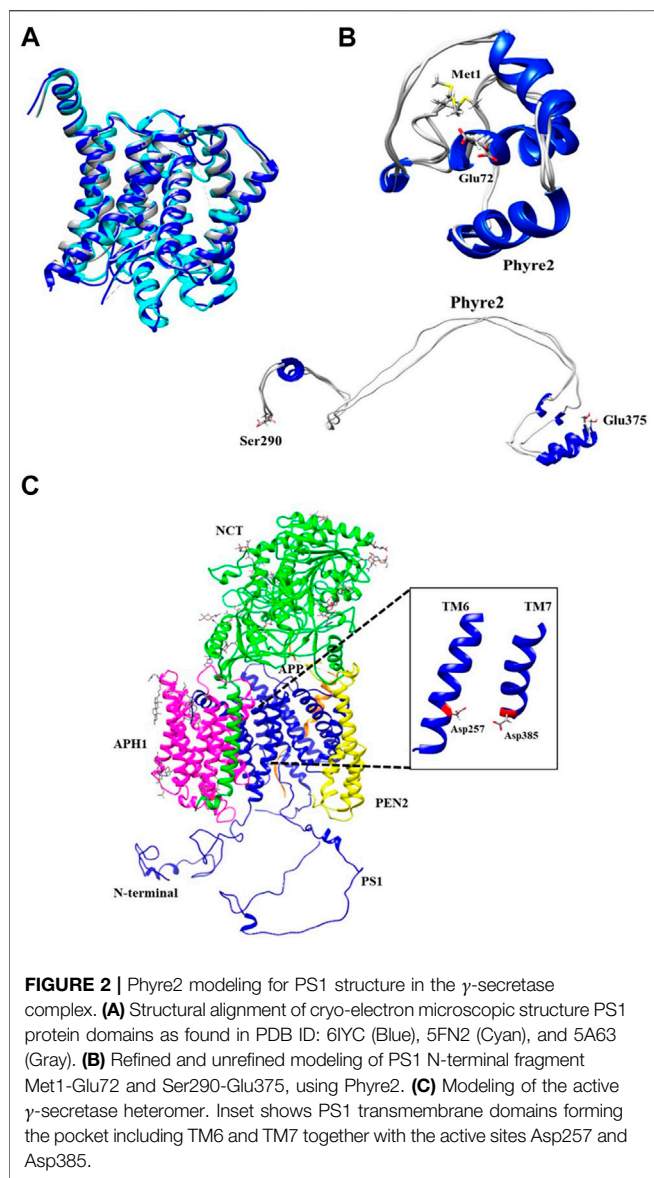 A
B
Met1
Glu72
Phyre2
Phyre2
Ser290
Glu375
C
NCT
TM6
TM7
APP
Asp257
Asp385
APH1
PEN2
N-terminal
PS1
FIGURE 2 | Phyre2 modeling for PS1 structure in the γ-secretase
complex. (A) Structural alignment of cryo-electron microscopic structure PS1
protein domains as found in PDB ID: 6IYC (Blue), 5FN2 (Cyan), and 5A63
(Gray). (B) Refined and unrefined modeling of PS1 N-terminal fragment
Met1-Glu72 and Ser290-Glu375, using Phyre2. (C) Modeling of the active
γ-secretase heteromer. Inset shows PS1 transmembrane domains forming
the pocket including TM6 and TM7 together with the active sites Asp257 and
Asp385.